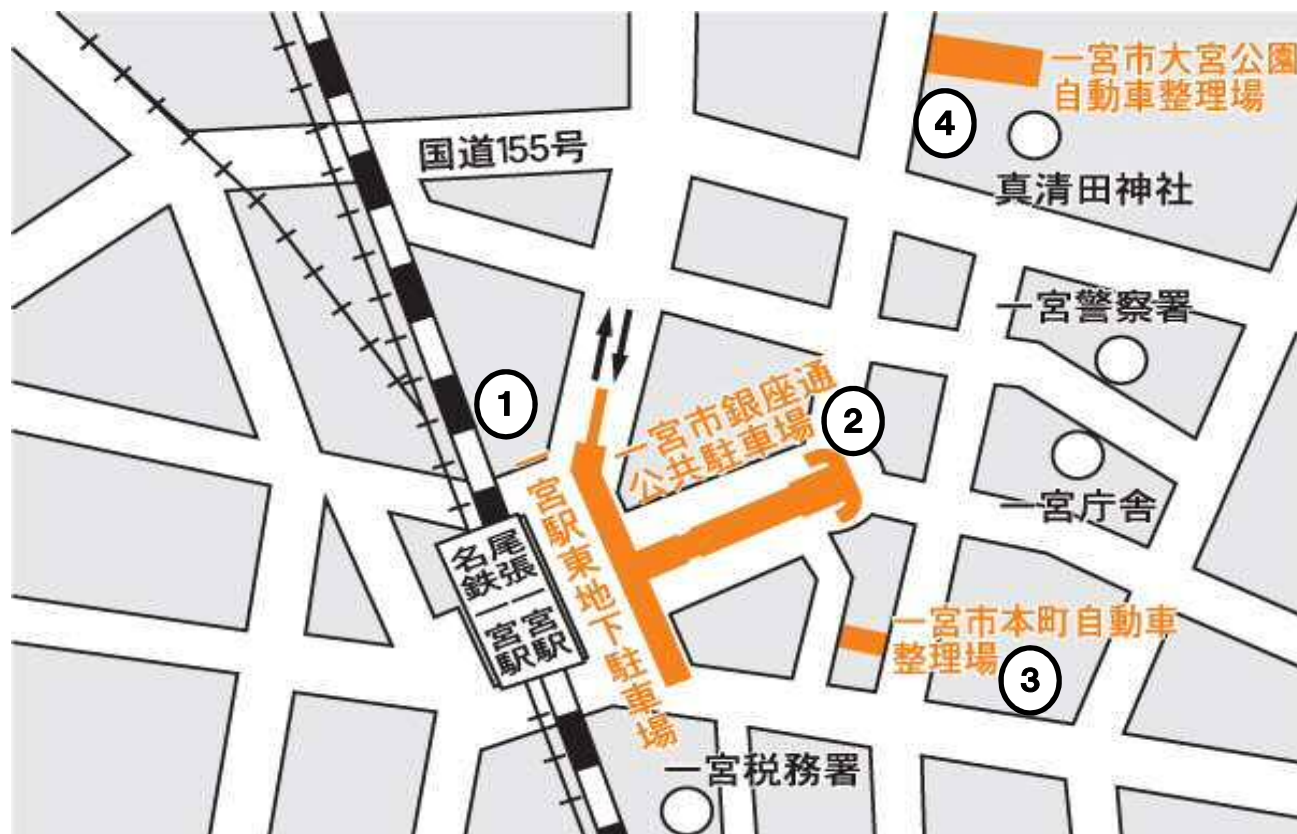 一宮市大宮公園
自動車整理場
④
国道155号
真清田神社
一宮警察署
①
一宮市銀座通
公共駐車場
②
一宮駅東地下駐車場
一宮庁舎
尾張一宮駅
名鉄一宮駅
一宮市本町自動車
整理場
③
一宮税務署